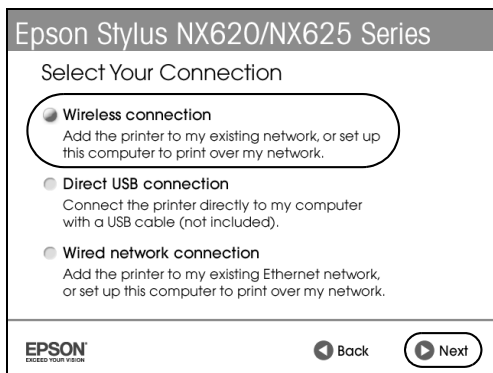 Epson Stylus NX620/NX625 Series
Select Your Connection
Wireless connection
Add the printer to my existing network, or set up
this computer to print over my network.
Direct USB connection
Connect the printer directly to my computer
with a USB cable (not included).
Wired network connection
Add the printer to my existing Ethernet network,
or set up this computer to print over my network.
EPSON
EXCEED YOUR VISION
Back
Next